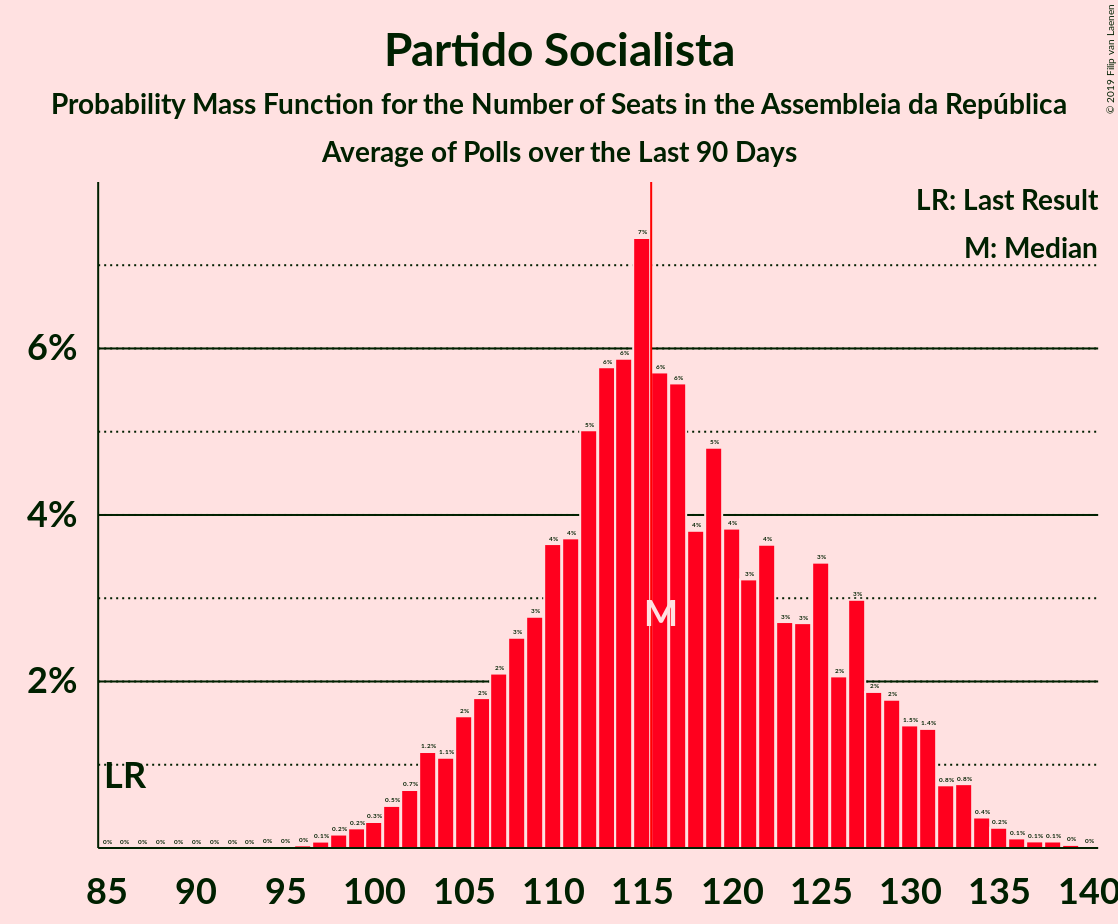 Partido Socialista
Probability Mass Function for the Number of Seats in the Assembleia da República
Average of Polls over the Last 90 Days
© 2019 Filip van Laenen
LR: Last Result
M: Median
6%
4%
2%
LR
M
0% 0% 0% 0% 0% 0% 0% 0% 0% 0% 0% 0% 0.1% 0.2% 0.2% 0.3% 0.5% 0.7% 1.2% 1.1% 2% 2% 2% 3% 3% 4% 4% 5% 6% 6% 7% 6% 6% 4% 5% 4% 3% 4% 3% 3% 3% 2% 3% 2% 2% 1.5% 1.4% 0.8% 0.8% 0.4% 0.2% 0.1% 0.1% 0.1% 0% 0%
85 90 95 100 105 110 115 120 125 130 135 140